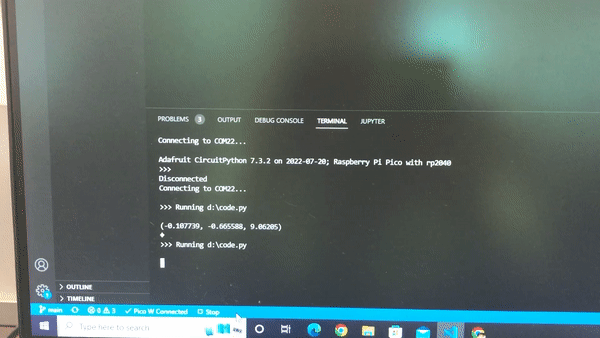 PROBLEMS 3 OUTPUT DEBUG CONSOLE TERMINAL JUPYTER
Connecting to COM22...
Adafruit CircuitPython 7.3.2 on 2022-07-20; Raspberry Pi Pico with rp2040
>>>
Disconnected
Connecting to COM22...
>>> Running d:\code.py
(-0.107739, -0.665588, 9.06205)
>>> Running d:\code.py
OUTLINE
TIMELINE
main 0 3 Pico W Connected Stop
Type here to search